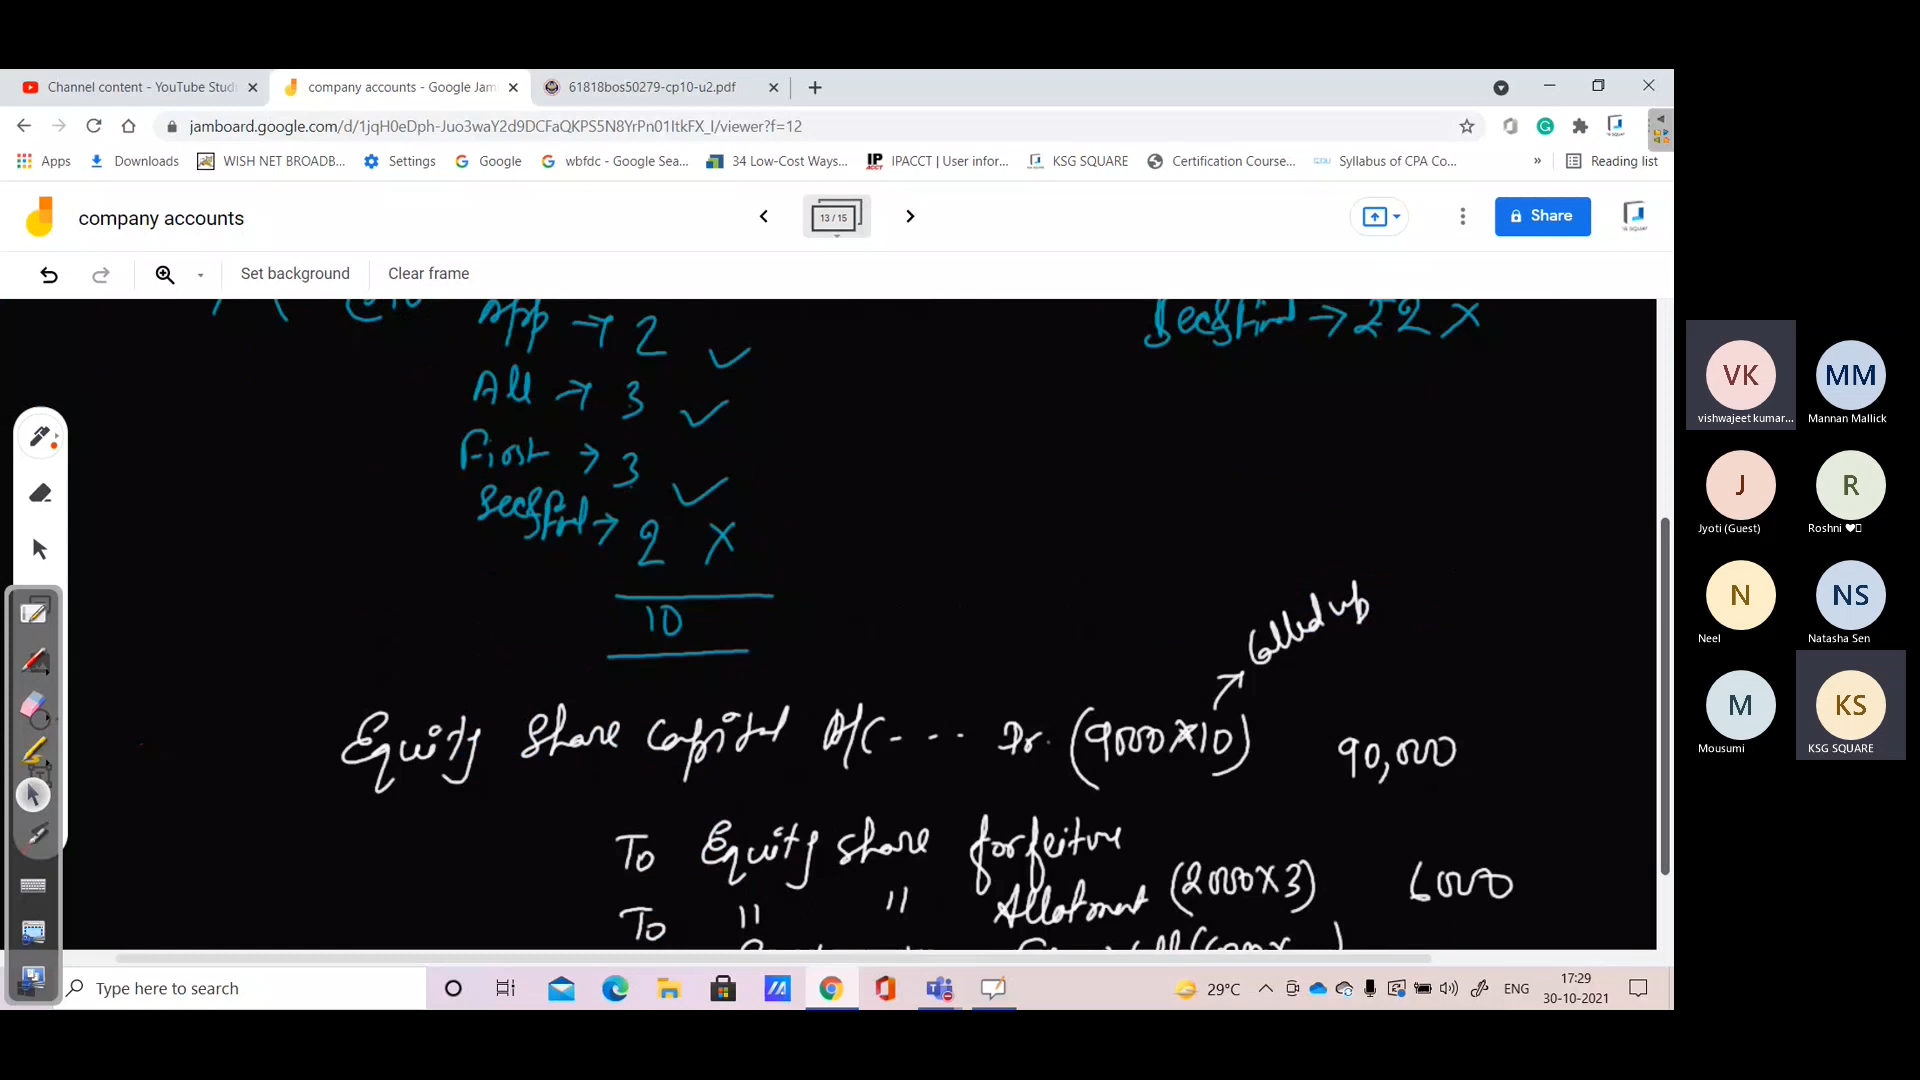 Channel content - YouTube Stud
company accounts - Google Jam
61818bos50279-cp10-u2.pdf
jamboard.google.com/d/1jqH0eDph-Juo3waY2d9DCFaQKPS5N8YrPn01ItkFX_I/viewer?f=12
Apps Downloads WISH NET BROADB... Settings Google wbfdc - Google Sea... 34 Low-Cost Ways... IP ACCT IPACCT | User infor... KSG SQUARE Certification Course... Syllabus of CPA Co... » Reading list
company accounts
13 / 15
Share
Set background Clear frame
@10
App → 2 ✓
Sec & Final → 2 X
All → 3 ✓
First → 3 ✓
Sec & Final → 2 X
10
Called up
Equity Share Capital A/C - - - Dr. (9000×10) 90,000
To Equity share forfeiture
To " " Allotment (2000×3) 6000
VK
vishwajeet kumar...
MM
Mannan Mallick
J
Jyoti (Guest)
R
Roshni ❤
N
Neel
NS
Natasha Sen
M
Mousumi
KS
KSG SQUARE
Type here to search
29°C
ENG
17:29
30-10-2021